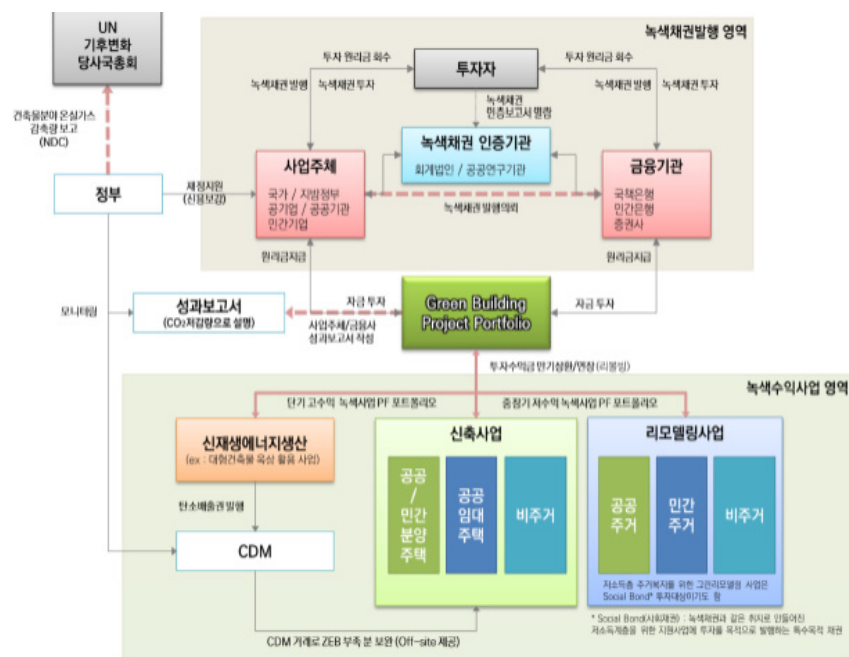 UN
기후변화
당사국총회
녹색채권발행 영역
투자 원리금 회수
투자자
투자 원리금 회수
녹색채권 발행
녹색채권 투자
녹색채권 발행
녹색채권 투자
녹색채권
인증보고서 열람
건축물분야 온실가스
감축량 보고
(NDC)
녹색채권 인증기관
회계법인 / 공공연구기관
사업주체
국가 / 지방정부
공기업 / 공공기관
민간기업
금융기관
국책은행
민간은행
증권사
정부
재정지원
(신용보강)
녹색채권 발행의뢰
원리금지급
원리금지급
모니터링
성과보고서
(CO₂저감량으로 설명)
자금 투자
사업주체/금융사
성과보고서 작성
Green Building
Project Portfolio
자금 투자
투자수익금 만기상환/연장 (리볼빙)
녹색수익사업 영역
단기 고수익 녹색사업 PF 포트폴리오
중장기 저수익 녹색사업 PF 포트폴리오
신재생에너지생산
(ex : 대형건축물 옥상 활용 사업)
신축사업
리모델링사업
공공
/
민간
분양
주택
공공
임대
주택
비주거
공공
주거
민간
주거
비주거
탄소배출권 발행
CDM
저소득층 주거복지를 위한 그린리모델링 사업은
Social Bond* 투자대상이기도 함
* Social Bond(사회채권) : 녹색채권과 같은 취지로 만들어진
저소득계층을 위한 지원사업에 투자를 목적으로 발행하는 특수목적 채권
CDM 거래로 ZEB 부족 분 보완 (Off-site 제공)